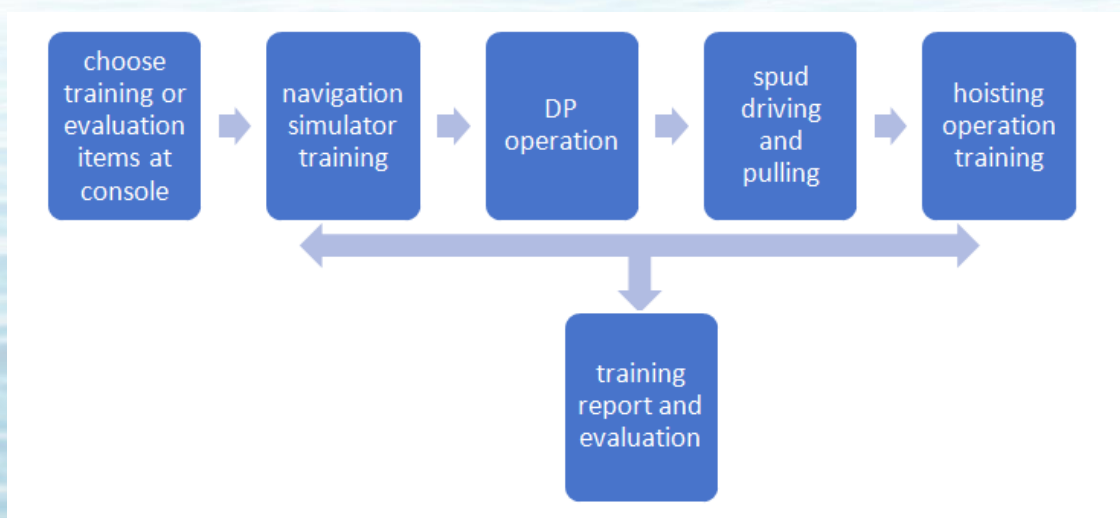 choose
training or
evaluation
items at
console
navigation
simulator
training
DP
operation
spud
driving
and
pulling
hoisting
operation
training
training
report and
evaluation